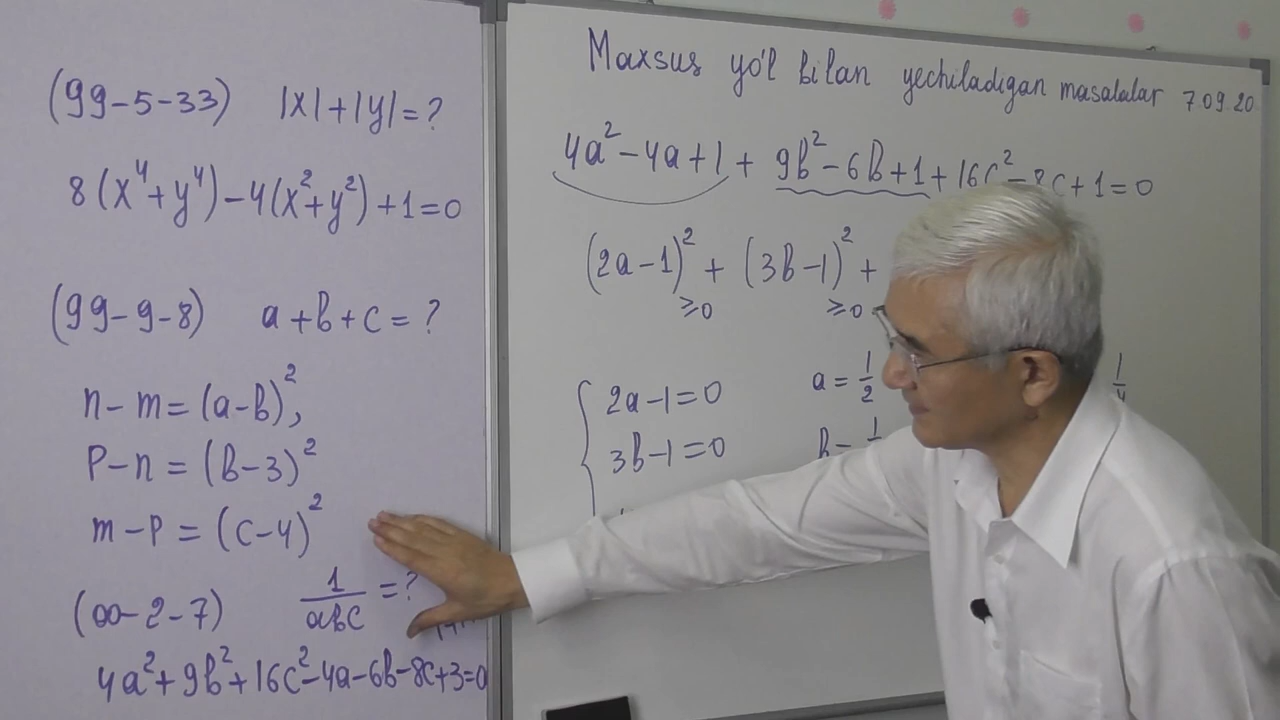 (99-5-33) |x|+|y|=?
8(x⁴+y⁴)-4(x²+y²)+1=0
(99-9-8) a+b+c=?
n-m=(a-b)²,
p-n=(b-3)²
m-p=(c-4)²
(00-2-7) 1/abc=?
4a²+9b²+16c²-4a-6b-8c+3=0
Maxsus yo'l bilan yechiladigan masalalar 7.09.20
4a²-4a+1+9b²-6b+1+16c²-8c+1=0
(2a-1)²+(3b-1)²+
≥0 ≥0
2a-1=0 a=1/2 1/4
3b-1=0 b=